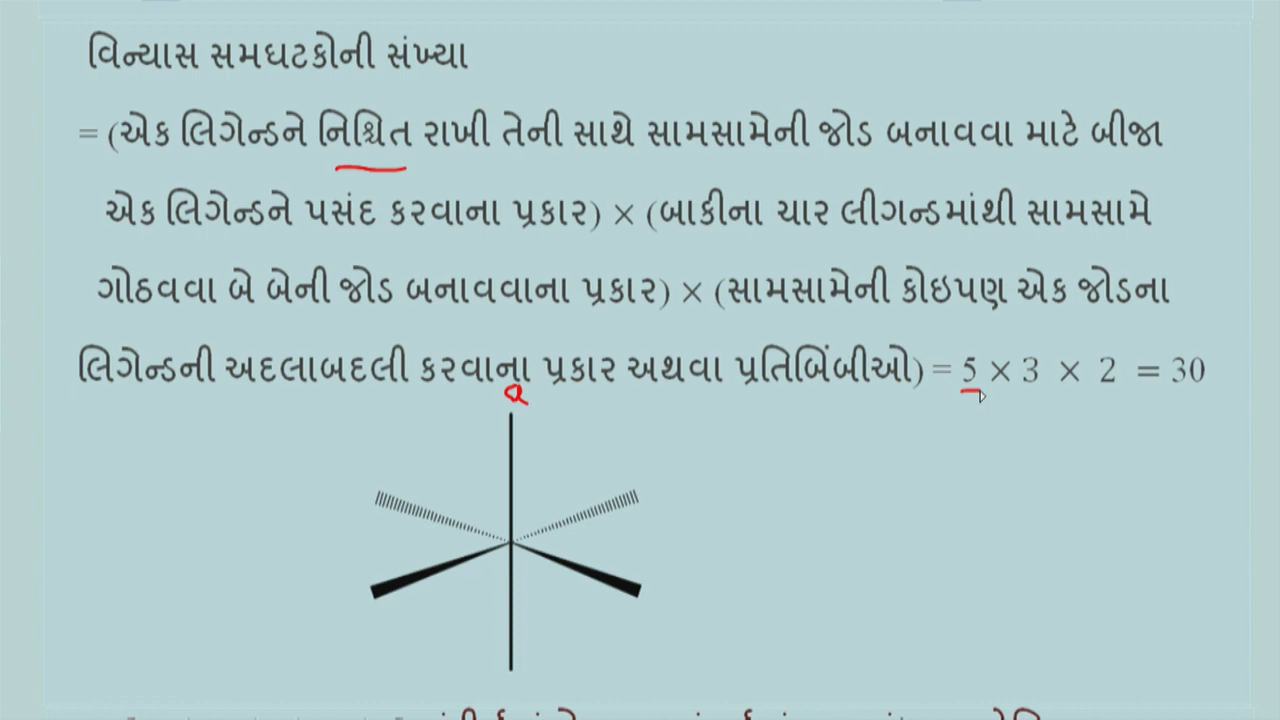 વિન્યાસ સમઘટકોની સંખ્યા
= (એક લિગેન્ડને નિશ્ચિત રાખી તેની સાથે સામસામેની જોડ બનાવવા માટે બીજા
એક લિગેન્ડને પસંદ કરવાના પ્રકાર) × (બાકીના ચાર લીગન્ડમાંથી સામસામે
ગોઠવવા બે બેની જોડ બનાવવાના પ્રકાર) × (સામસામેની કોઇપણ એક જોડના
લિગેન્ડની અદલાબદલી કરવાના પ્રકાર અથવા પ્રતિબિંબીઓ) = 5 × 3 × 2 = 30
a